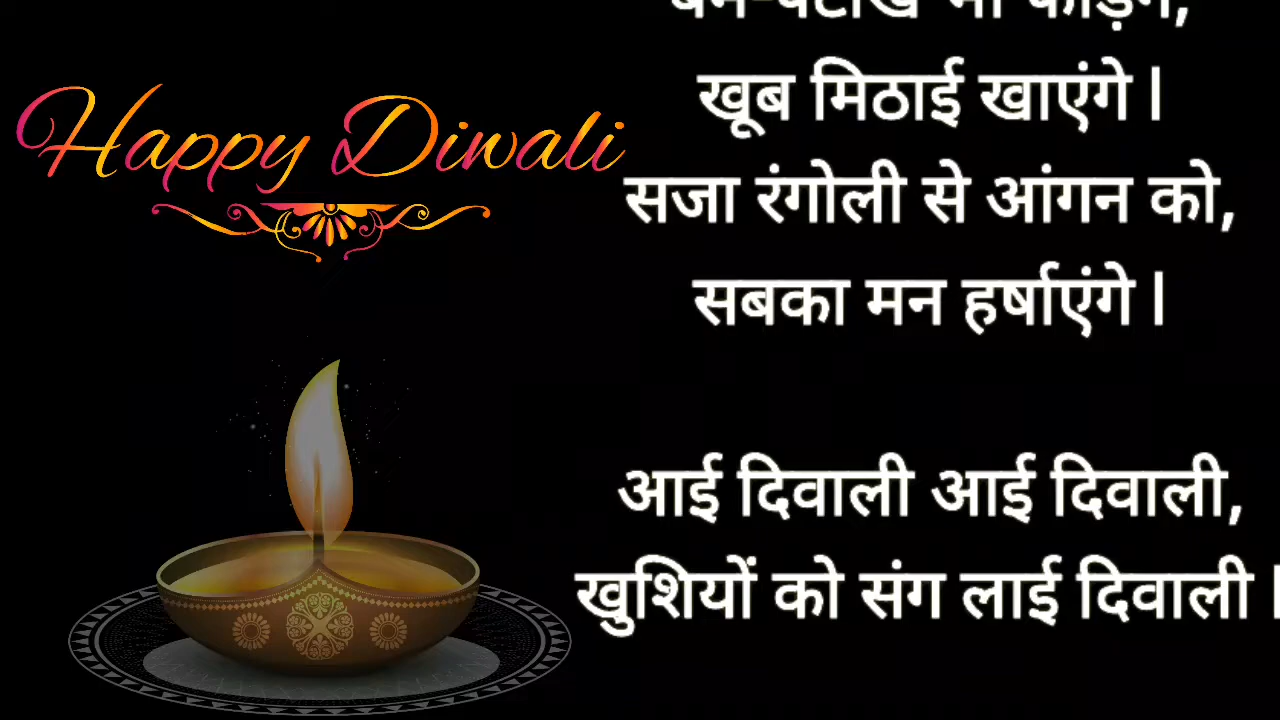 Happy Diwali
खूब मिठाई खाएंगे।
सजा रंगोली से आंगन को,
सबका मन हर्षाएंगे।
आई दिवाली आई दिवाली,
खुशियों को संग लाई दिवाली।